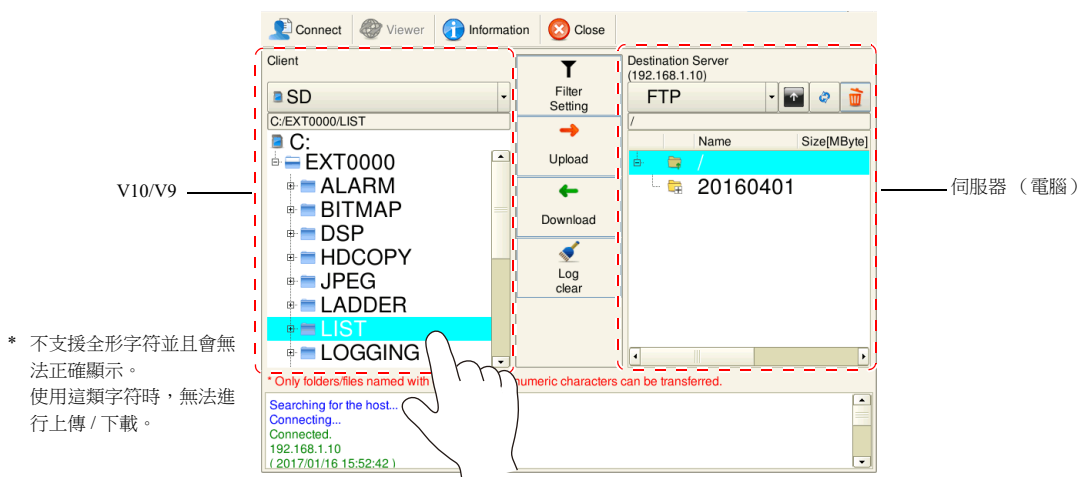 Connect Viewer Information Close
Client
SD
C:/EXT0000/LIST
C:
EXT0000
ALARM
BITMAP
DSP
HDCOPY
JPEG
LADDER
LIST
LOGGING
Filter
Setting
Upload
Download
Log
clear
Destination Server
(192.168.1.10)
FTP
/
Name Size[MByte]
/
20160401
* Only folders/files named with numeric characters can be transferred.
Searching for the host...
Connecting...
Connected.
192.168.1.10
( 2017/01/16 15:52:42 )
V10/V9
伺服器（電腦）
* 不支援全形字符並且會無
法正確顯示。
使用這類字符時，無法進
行上傳 / 下載。